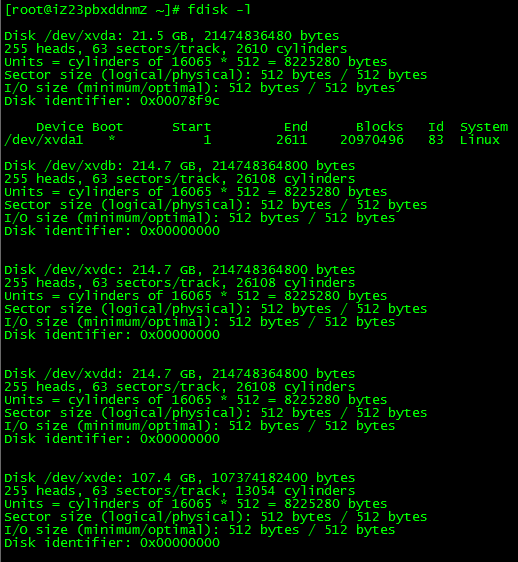 [root@iZ23pbxddnmZ ~]# fdisk -l
Disk /dev/xvda: 21.5 GB, 21474836480 bytes
255 heads, 63 sectors/track, 2610 cylinders
Units = cylinders of 16065 * 512 = 8225280 bytes
Sector size (logical/physical): 512 bytes / 512 bytes
I/O size (minimum/optimal): 512 bytes / 512 bytes
Disk identifier: 0x00078f9c
Device Boot Start End Blocks Id System
/dev/xvda1 * 1 2611 20970496 83 Linux
Disk /dev/xvdb: 214.7 GB, 214748364800 bytes
255 heads, 63 sectors/track, 26108 cylinders
Units = cylinders of 16065 * 512 = 8225280 bytes
Sector size (logical/physical): 512 bytes / 512 bytes
I/O size (minimum/optimal): 512 bytes / 512 bytes
Disk identifier: 0x00000000
Disk /dev/xvdc: 214.7 GB, 214748364800 bytes
255 heads, 63 sectors/track, 26108 cylinders
Units = cylinders of 16065 * 512 = 8225280 bytes
Sector size (logical/physical): 512 bytes / 512 bytes
I/O size (minimum/optimal): 512 bytes / 512 bytes
Disk identifier: 0x00000000
Disk /dev/xvdd: 214.7 GB, 214748364800 bytes
255 heads, 63 sectors/track, 26108 cylinders
Units = cylinders of 16065 * 512 = 8225280 bytes
Sector size (logical/physical): 512 bytes / 512 bytes
I/O size (minimum/optimal): 512 bytes / 512 bytes
Disk identifier: 0x00000000
Disk /dev/xvde: 107.4 GB, 107374182400 bytes
255 heads, 63 sectors/track, 13054 cylinders
Units = cylinders of 16065 * 512 = 8225280 bytes
Sector size (logical/physical): 512 bytes / 512 bytes
I/O size (minimum/optimal): 512 bytes / 512 bytes
Disk identifier: 0x00000000